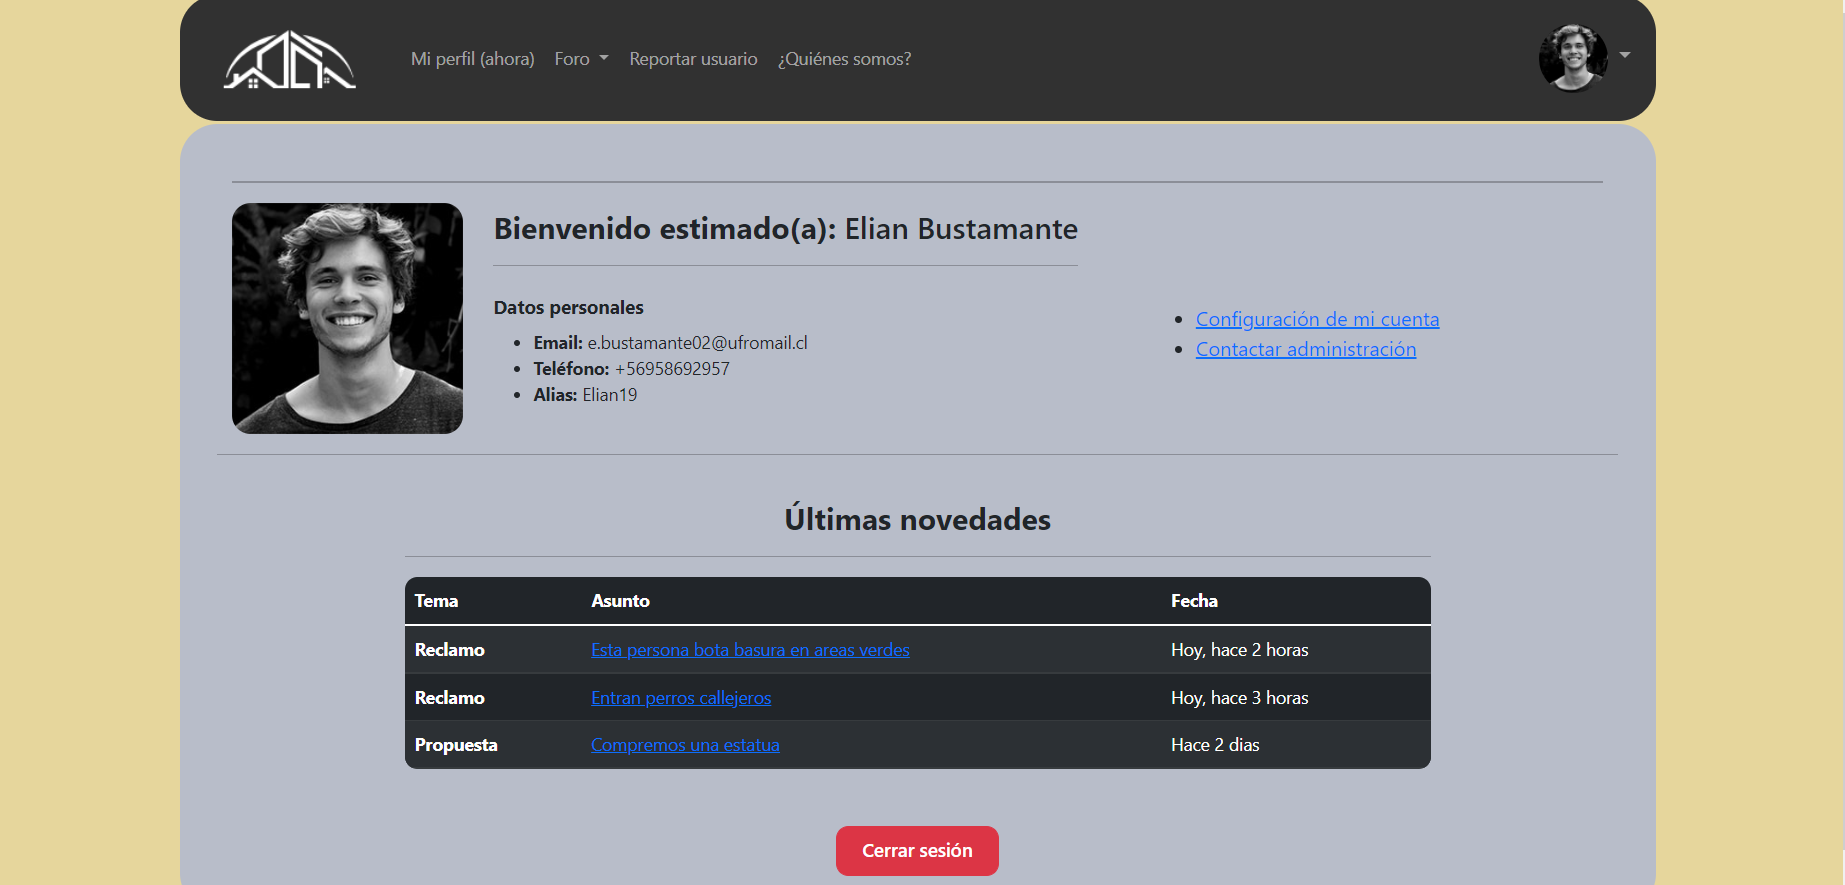 Mi perfil (ahora) Foro Reportar usuario ¿Quiénes somos?
Bienvenido estimado(a): Elian Bustamante
Datos personales
Email: e.bustamante02@ufromail.cl
Teléfono: +56958692957
Alias: Elian19
Configuración de mi cuenta
Contactar administración
Últimas novedades
Tema Asunto Fecha
Reclamo Esta persona bota basura en areas verdes Hoy, hace 2 horas
Reclamo Entran perros callejeros Hoy, hace 3 horas
Propuesta Compremos una estatua Hace 2 dias
Cerrar sesión